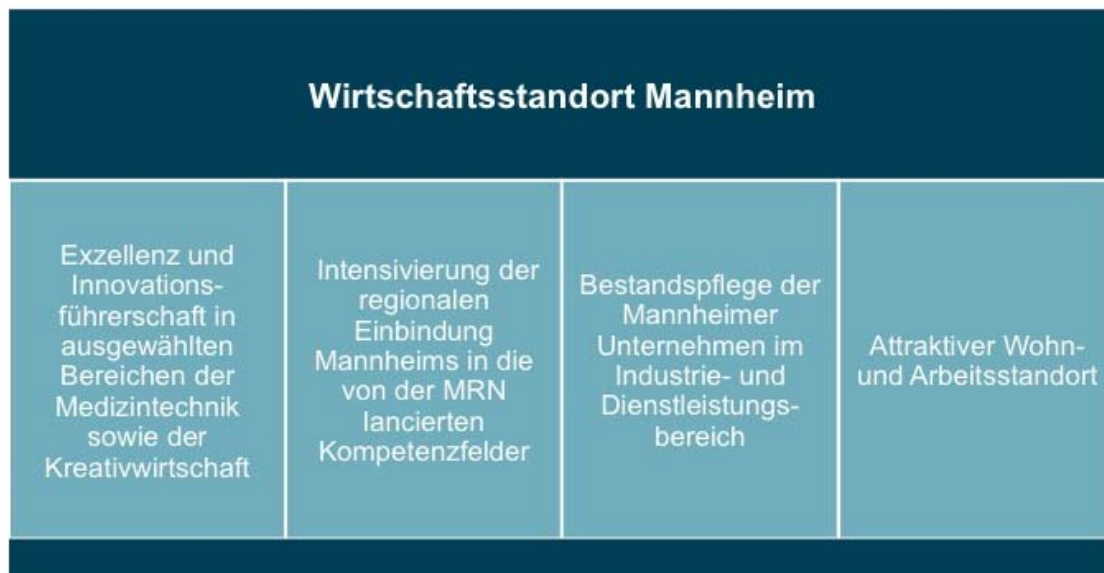 Wirtschaftsstandort Mannheim
Exzellenz und
Innovations-
führerschaft in
ausgewählten
Bereichen der
Medizintechnik
sowie der
Kreativwirtschaft
Intensivierung der
regionalen
Einbindung
Mannheims in die
von der MRN
lancierten
Kompetenzfelder
Bestandspflege der
Mannheimer
Unternehmen im
Industrie- und
Dienstleistungs-
bereich
Attraktiver Wohn-
und Arbeitsstandort